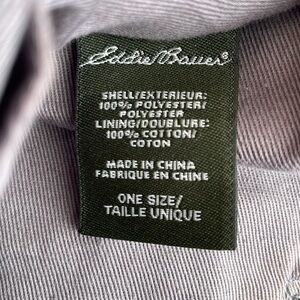 Eddie Bauer®
SHELL/EXTERIEUR:
100% POLYESTER/
POLYESTER
LINING/DOUBLURE:
100% COTTON/
COTON
MADE IN CHINA
FABRIQUE EN CHINE
ONE SIZE/
TAILLE UNIQUE